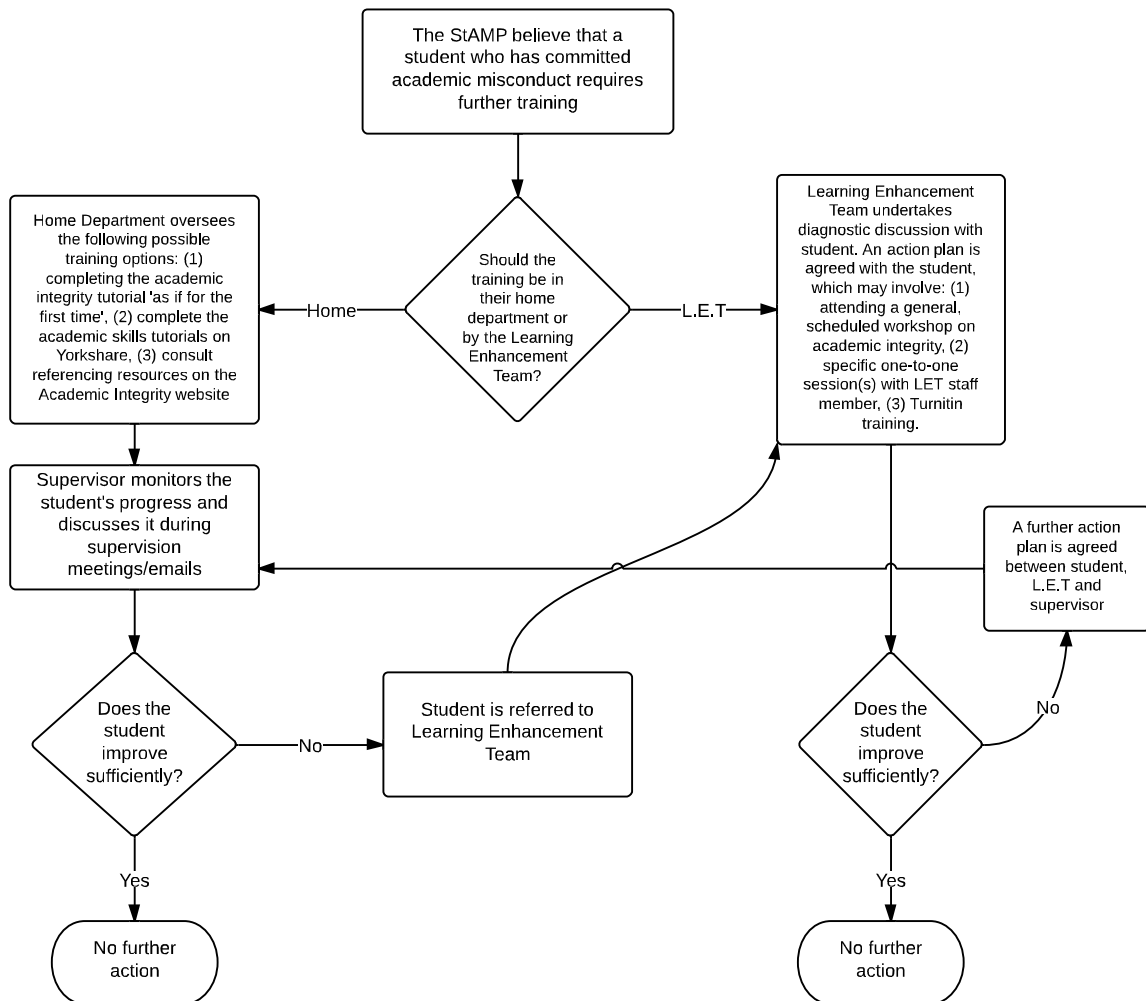 The StAMP believe that a
student who has committed
academic misconduct requires
further training
Home Department oversees
the following possible
training options: (1)
completing the academic
integrity tutorial 'as if for the
first time', (2) complete the
academic skills tutorials on
Yorkshare, (3) consult
referencing resources on the
Academic Integrity website
Home
Should the
training be in
their home
department or
by the Learning
Enhancement
Team?
L.E.T
Learning Enhancement
Team undertakes
diagnostic discussion with
student. An action plan is
agreed with the student,
which may involve: (1)
attending a general,
scheduled workshop on
academic integrity, (2)
specific one-to-one
session(s) with LET staff
member, (3) Turnitin
training.
Supervisor monitors the
student's progress and
discusses it during
supervision
meetings/emails
A further action
plan is agreed
between student,
L.E.T and
supervisor
Does the
student
improve
sufficiently?
No
Student is referred to
Learning Enhancement
Team
Does the
student
improve
sufficiently?
No
Yes
Yes
No further
action
No further
action